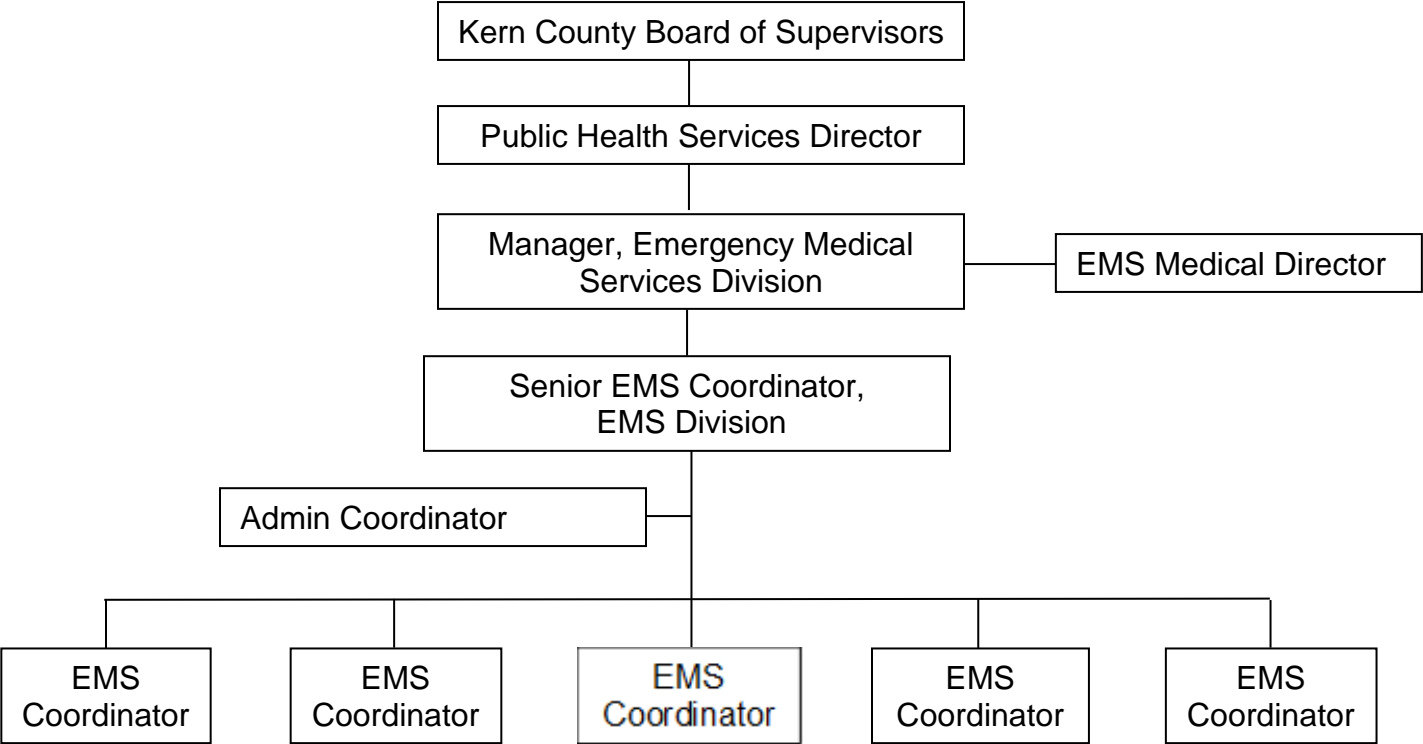 Kern County Board of Supervisors
Public Health Services Director
Manager, Emergency Medical
Services Division
EMS Medical Director
Senior EMS Coordinator,
EMS Division
Admin Coordinator
EMS
Coordinator
EMS
Coordinator
EMS
Coordinator
EMS
Coordinator
EMS
Coordinator